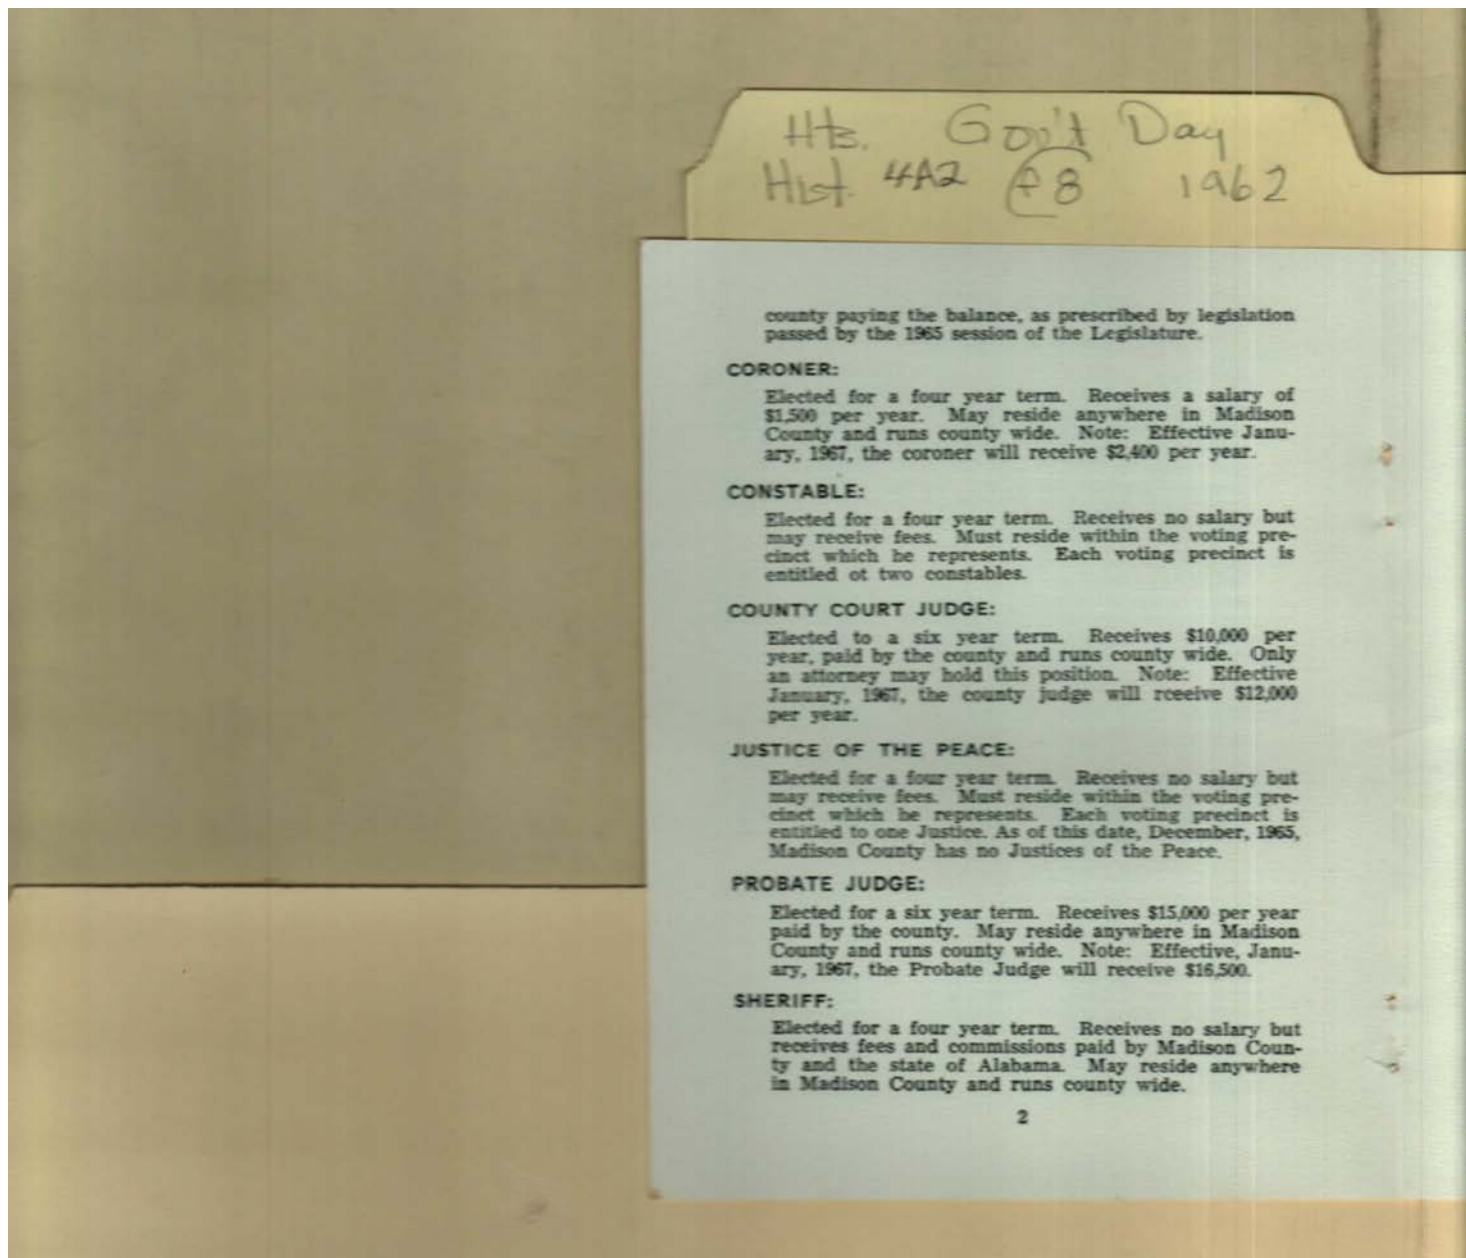 Hts. Gov't Day
Hist. 4A2 f8 1962
county paying the balance, as prescribed by legislation
passed by the 1965 session of the Legislature.
CORONER:
Elected for a four year term. Receives a salary of
$1,500 per year. May reside anywhere in Madison
County and runs county wide. Note: Effective Janu-
ary, 1967, the coroner will receive $2,400 per year.
CONSTABLE:
Elected for a four year term. Receives no salary but
may receive fees. Must reside within the voting pre-
cinct which he represents. Each voting precinct is
entitled ot two constables.
COUNTY COURT JUDGE:
Elected to a six year term. Receives $10,000 per
year, paid by the county and runs county wide. Only
an attorney may hold this position. Note: Effective
January, 1967, the county judge will rceeive $12,000
per year.
JUSTICE OF THE PEACE:
Elected for a four year term. Receives no salary but
may receive fees. Must reside within the voting pre-
cinct which he represents. Each voting precinct is
entitled to one Justice. As of this date, December, 1965,
Madison County has no Justices of the Peace.
PROBATE JUDGE:
Elected for a six year term. Receives $15,000 per year
paid by the county. May reside anywhere in Madison
County and runs county wide. Note: Effective, Janu-
ary, 1967, the Probate Judge will receive $16,500.
SHERIFF:
Elected for a four year term. Receives no salary but
receives fees and commissions paid by Madison Coun-
ty and the state of Alabama. May reside anywhere
in Madison County and runs county wide.
2